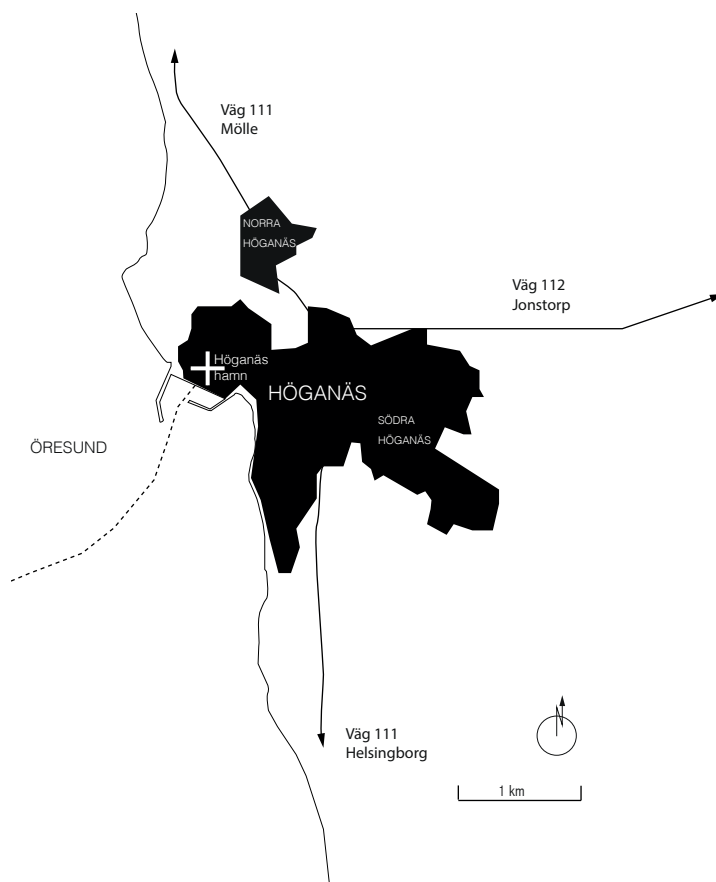 Väg 111
Mölle
NORRA
HÖGANÄS
Väg 112
Jonstorp
Höganäs
hamn
HÖGANÄS
SÖDRA
HÖGANÄS
ÖRESUND
Väg 111
Helsingborg
1 km